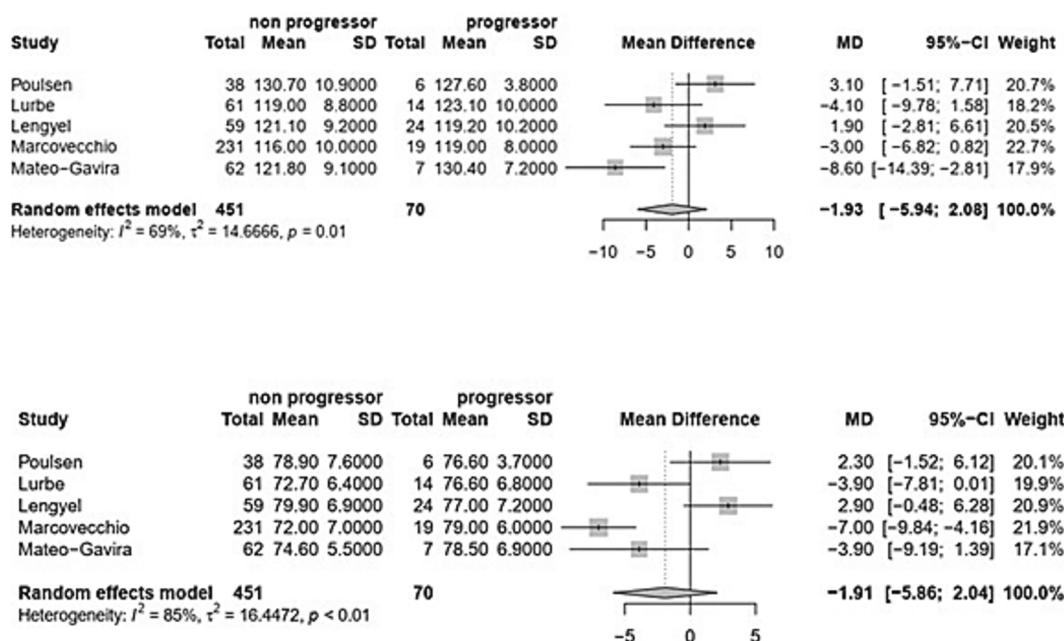 non progressor progressor
Study Total Mean SD Total Mean SD Mean Difference MD 95%−CI Weight
Poulsen 38 130.70 10.9000 6 127.60 3.8000 3.10 [ −1.51; 7.71] 20.7%
Lurbe 61 119.00 8.8000 14 123.10 10.0000 −4.10 [ −9.78; 1.58] 18.2%
Lengyel 59 121.10 9.2000 24 119.20 10.2000 1.90 [ −2.81; 6.61] 20.5%
Marcovecchio 231 116.00 10.0000 19 119.00 8.0000 −3.00 [ −6.82; 0.82] 22.7%
Mateo-Gavira 62 121.80 9.1000 7 130.40 7.2000 −8.60 [−14.39; −2.81] 17.9%
Random effects model 451 70 −1.93 [ −5.94; 2.08] 100.0%
Heterogeneity: I² = 69%, τ² = 14.6666, p = 0.01
−10 −5 0 5 10
non progressor progressor
Study Total Mean SD Total Mean SD Mean Difference MD 95%−CI Weight
Poulsen 38 78.90 7.6000 6 76.60 3.7000 2.30 [−1.52; 6.12] 20.1%
Lurbe 61 72.70 6.4000 14 76.60 6.8000 −3.90 [−7.81; 0.01] 19.9%
Lengyel 59 79.90 6.9000 24 77.00 7.2000 2.90 [−0.48; 6.28] 20.9%
Marcovecchio 231 72.00 7.0000 19 79.00 6.0000 −7.00 [−9.84; −4.16] 21.9%
Mateo-Gavira 62 74.60 5.5000 7 78.50 6.9000 −3.90 [−9.19; 1.39] 17.1%
Random effects model 451 70 −1.91 [−5.86; 2.04] 100.0%
Heterogeneity: I² = 85%, τ² = 16.4472, p < 0.01
−5 0 5